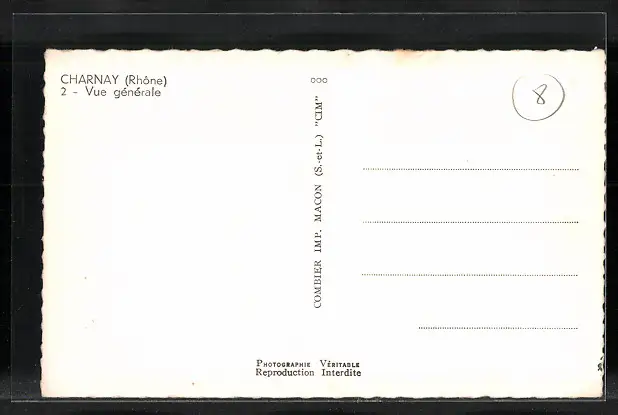 CHARNAY (Rhône)
2 - Vue générale
COMBIER IMP. MACON (S.-et-L.) "CIM"
8
PHOTOGRAPHIE VÉRITABLE
Reproduction Interdite